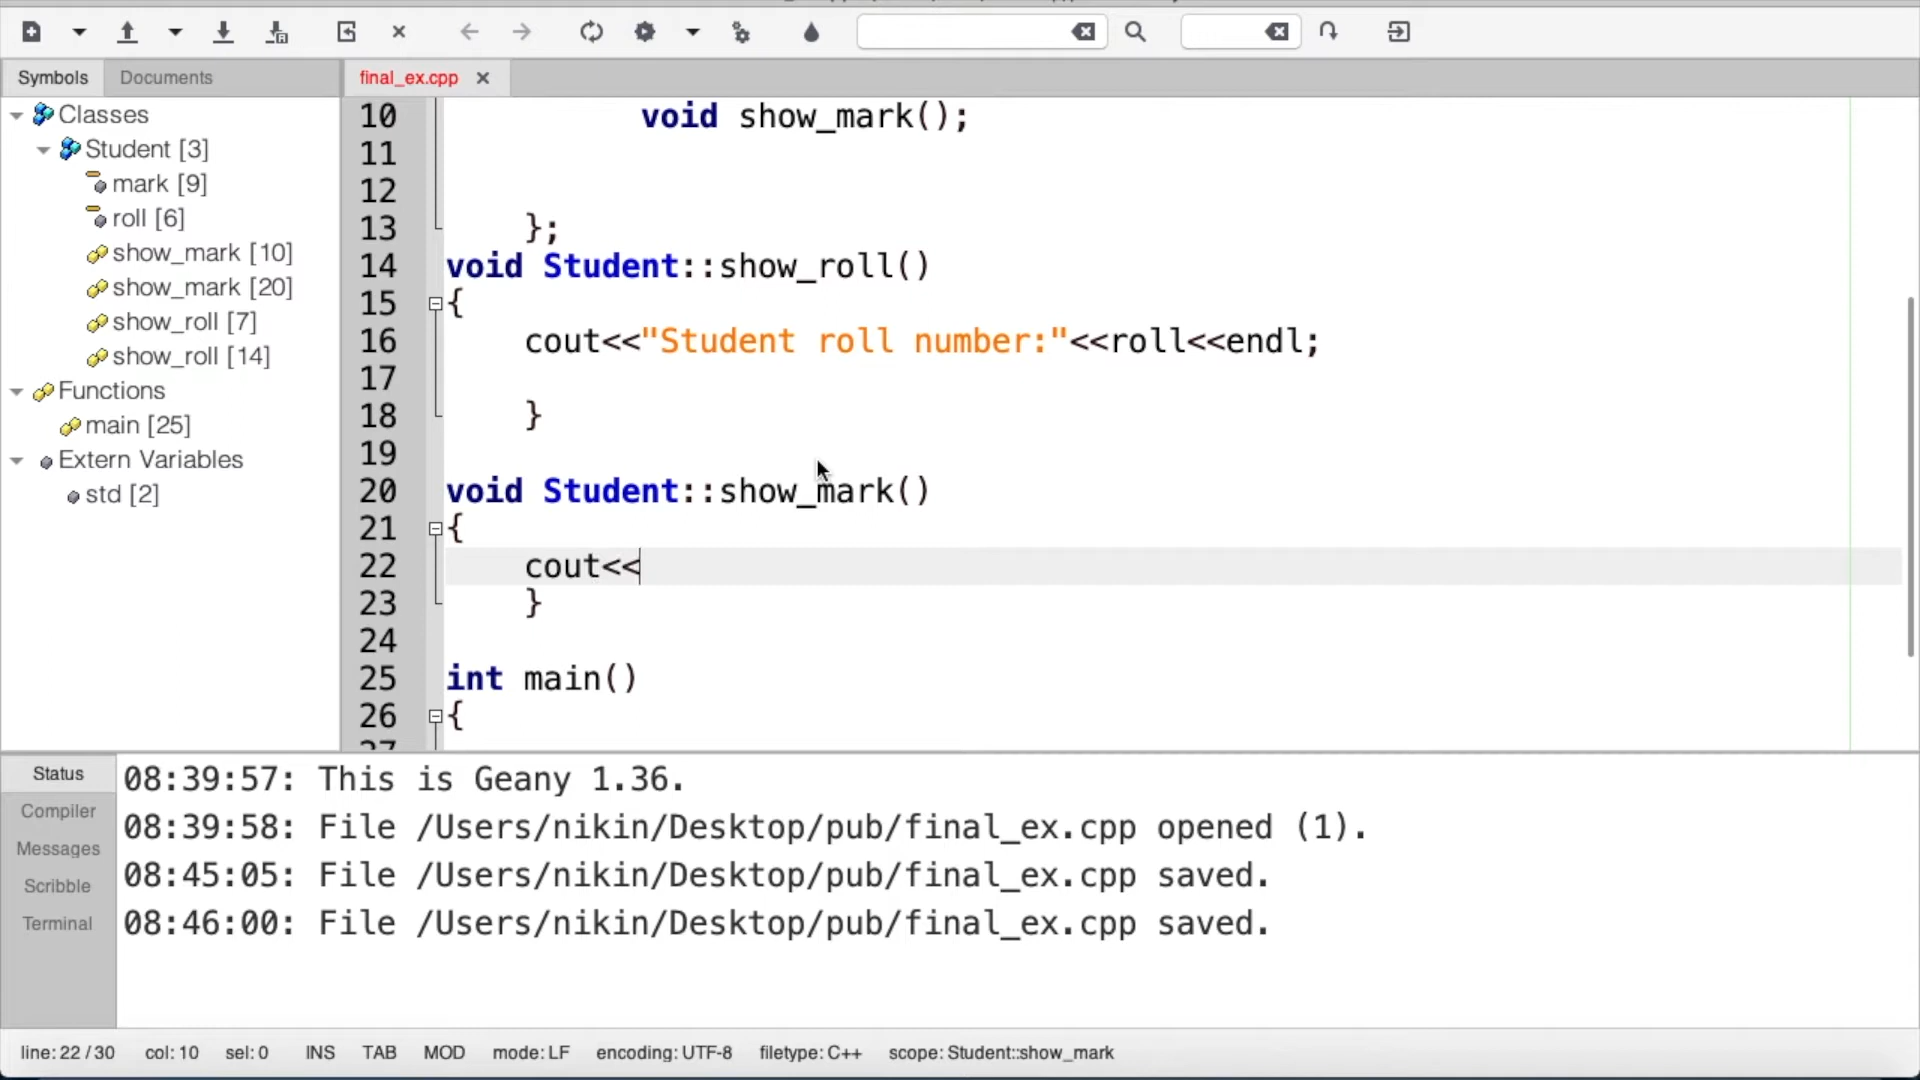 Symbols
Documents
final_ex.cpp
Classes
Student [3]
mark [9]
roll [6]
show_mark [10]
show_mark [20]
show_roll [7]
show_roll [14]
Functions
main [25]
Extern Variables
std [2]
10 void show_mark();
11
12
13 };
14 void Student::show_roll()
15 {
16 cout<<"Student roll number:"<<roll<<endl;
17
18 }
19
20 void Student::show_mark()
21 {
22 cout<<
23 }
24
25 int main()
26 {
27
Status
Compiler
Messages
Scribble
Terminal
08:39:57: This is Geany 1.36.
08:39:58: File /Users/nikin/Desktop/pub/final_ex.cpp opened (1).
08:45:05: File /Users/nikin/Desktop/pub/final_ex.cpp saved.
08:46:00: File /Users/nikin/Desktop/pub/final_ex.cpp saved.
line: 22 / 30 col: 10 sel: 0 INS TAB MOD mode: LF encoding: UTF-8 filetype: C++ scope: Student::show_mark